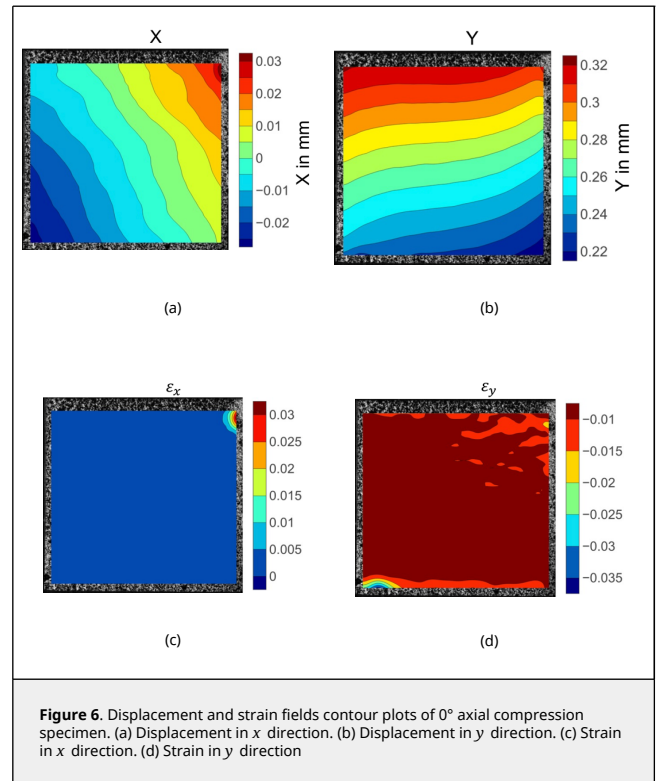 X
0.03
0.02
0.01
0
−0.01
−0.02
X in mm
(a)
Y
0.32
0.3
0.28
0.26
0.24
0.22
Y in mm
(b)
εx
0.03
0.025
0.02
0.015
0.01
0.005
0
(c)
εy
−0.01
−0.015
−0.02
−0.025
−0.03
−0.035
(d)
Figure 6. Displacement and strain fields contour plots of 0° axial compression
specimen. (a) Displacement in x direction. (b) Displacement in y direction. (c) Strain
in x direction. (d) Strain in y direction